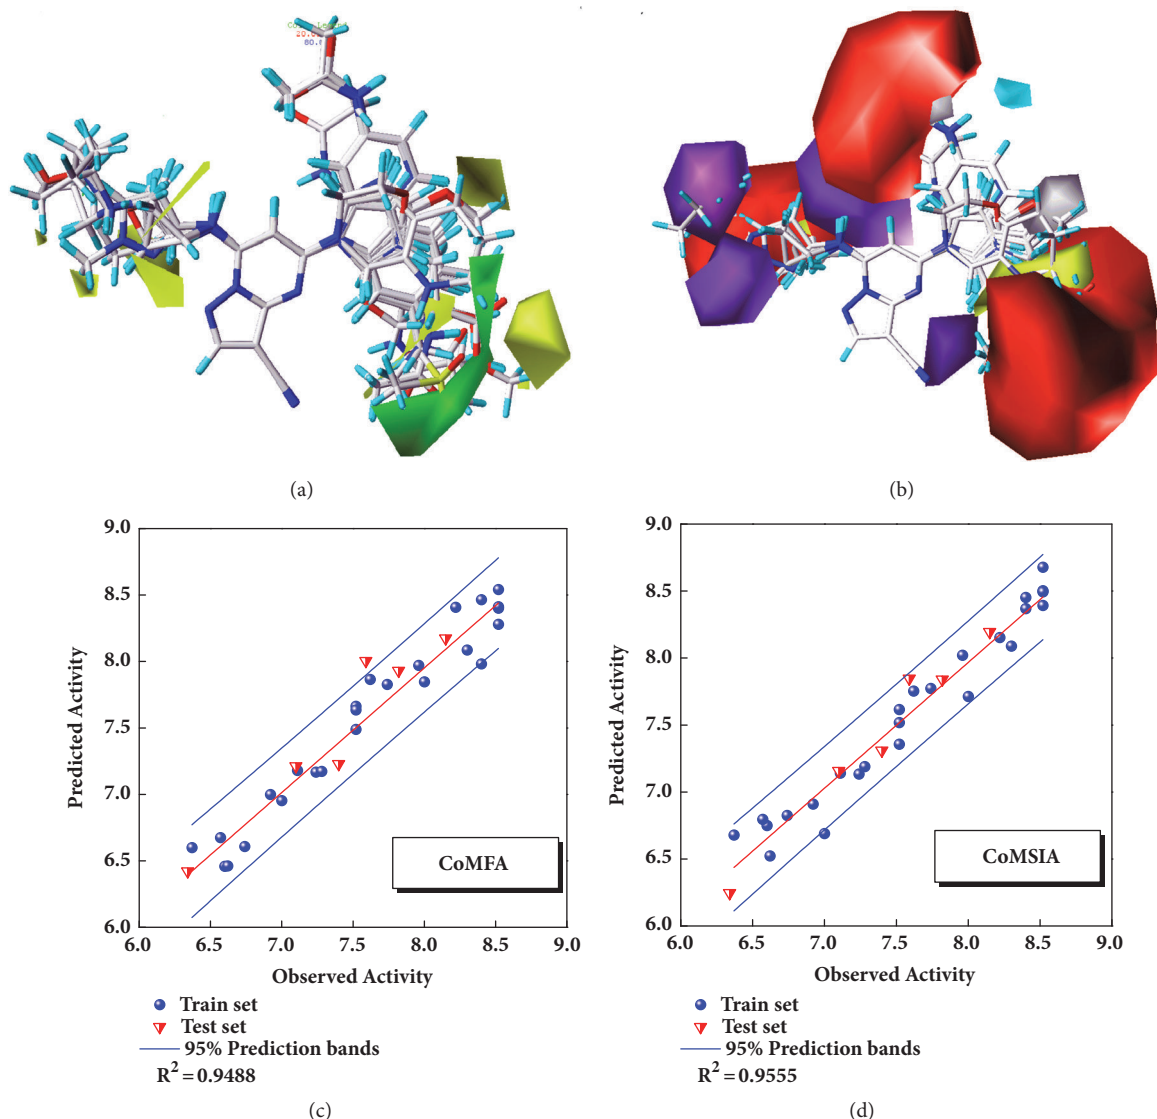 (a)
(b)
9.0
8.5
8.0
7.5
7.0
6.5
6.0
Predicted Activity
CoMFA
6.0 6.5 7.0 7.5 8.0 8.5 9.0
Observed Activity
Train set
Test set
95% Prediction bands
R² = 0.9488
(c)
9.0
8.5
8.0
7.5
7.0
6.5
6.0
Predicted Activity
CoMSIA
6.0 6.5 7.0 7.5 8.0 8.5 9.0
Observed Activity
Train set
Test set
95% Prediction bands
R² = 0.9555
(d)